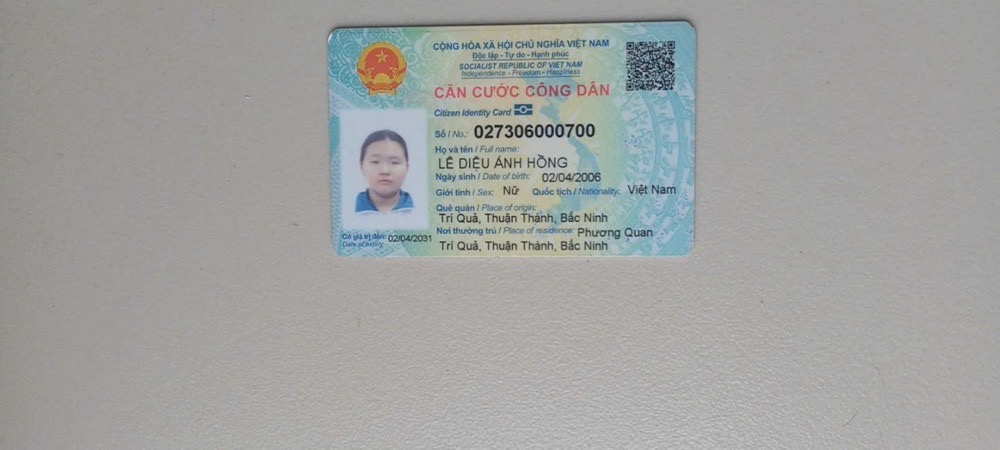 CỘNG HÒA XÃ HỘI CHỦ NGHĨA VIỆT NAM
Độc lập - Tự do - Hạnh phúc
SOCIALIST REPUBLIC OF VIET NAM
Independence - Freedom - Happiness
CĂN CƯỚC CÔNG DÂN
Citizen Identity Card
Số / No.: 027306000700
Họ và tên / Full name:
LÊ DIỆU ÁNH HỒNG
Ngày sinh / Date of birth: 02/04/2006
Giới tính / Sex: Nữ Quốc tịch / Nationality: Việt Nam
Quê quán / Place of origin:
Trí Quả, Thuận Thành, Bắc Ninh
Nơi thường trú / Place of residence: Phương Quan
Trí Quả, Thuận Thành, Bắc Ninh
Có giá trị đến: 02/04/2031
Date of expiry